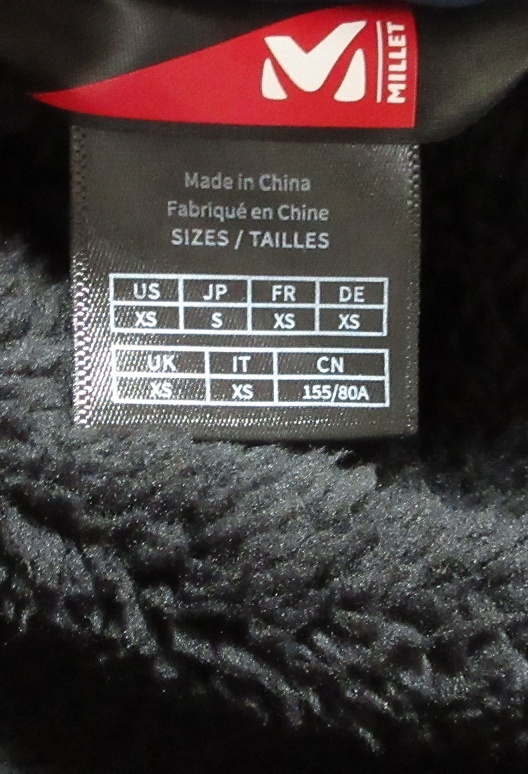 MILLET
Made in China
Fabriqué en Chine
SIZES / TAILLES
US JP FR DE
XS S XS XS
UK IT CN
XS XS 155/80A